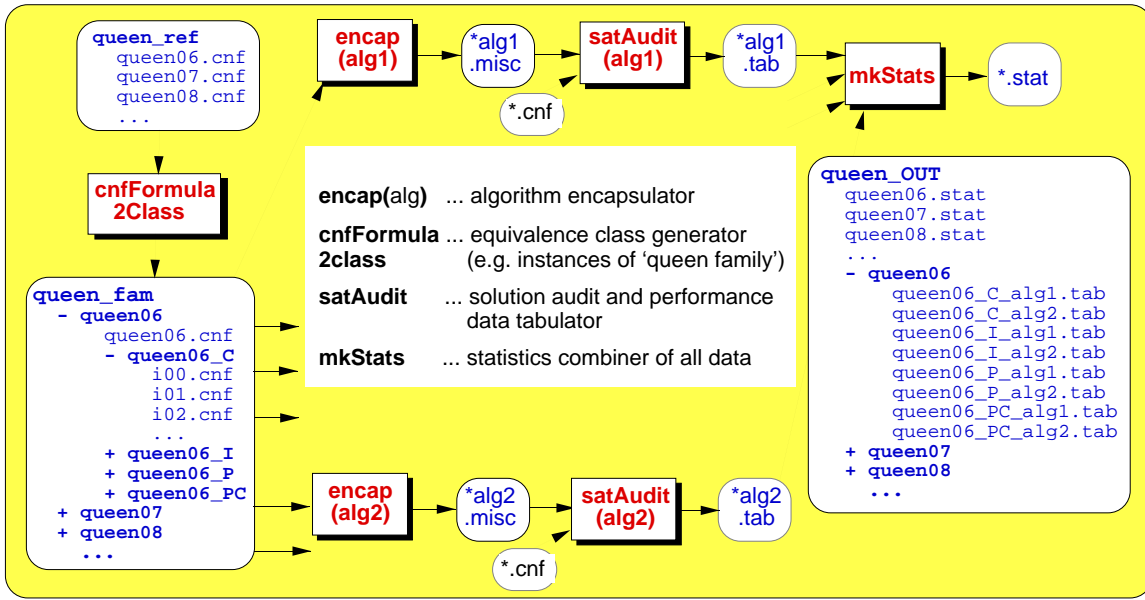 queen_ref
queen06.cnf
queen07.cnf
queen08.cnf
...
cnfFormula
2Class
queen_fam
- queen06
queen06.cnf
- queen06_C
i00.cnf
i01.cnf
i02.cnf
...
+ queen06_I
+ queen06_P
+ queen06_PC
+ queen07
+ queen08
...
encap
(alg1)
*alg1
.misc
*.cnf
satAudit
(alg1)
*alg1
.tab
mkStats
*.stat
encap(alg) ... algorithm encapsulator
cnfFormula ... equivalence class generator
2class (e.g. instances of ‘queen family’)
satAudit ... solution audit and performance
data tabulator
mkStats ... statistics combiner of all data
encap
(alg2)
*alg2
.misc
*.cnf
satAudit
(alg2)
*alg2
.tab
queen_OUT
queen06.stat
queen07.stat
queen08.stat
...
- queen06
queen06_C_alg1.tab
queen06_C_alg2.tab
queen06_I_alg1.tab
queen06_I_alg2.tab
queen06_P_alg1.tab
queen06_P_alg2.tab
queen06_PC_alg1.tab
queen06_PC_alg2.tab
+ queen07
+ queen08
...